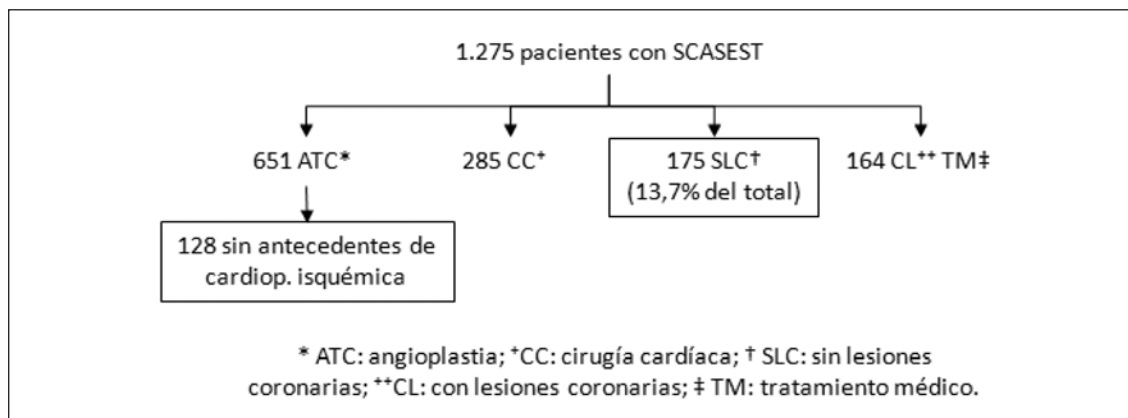 1.275 pacientes con SCASEST
651 ATC*
285 CC⁺
175 SLC†
(13,7% del total)
164 CL⁺⁺ TM‡
128 sin antecedentes de
cardiop. isquémica
* ATC: angioplastia; ⁺CC: cirugía cardíaca; † SLC: sin lesiones
coronarias; ⁺⁺CL: con lesiones coronarias; ‡ TM: tratamiento médico.